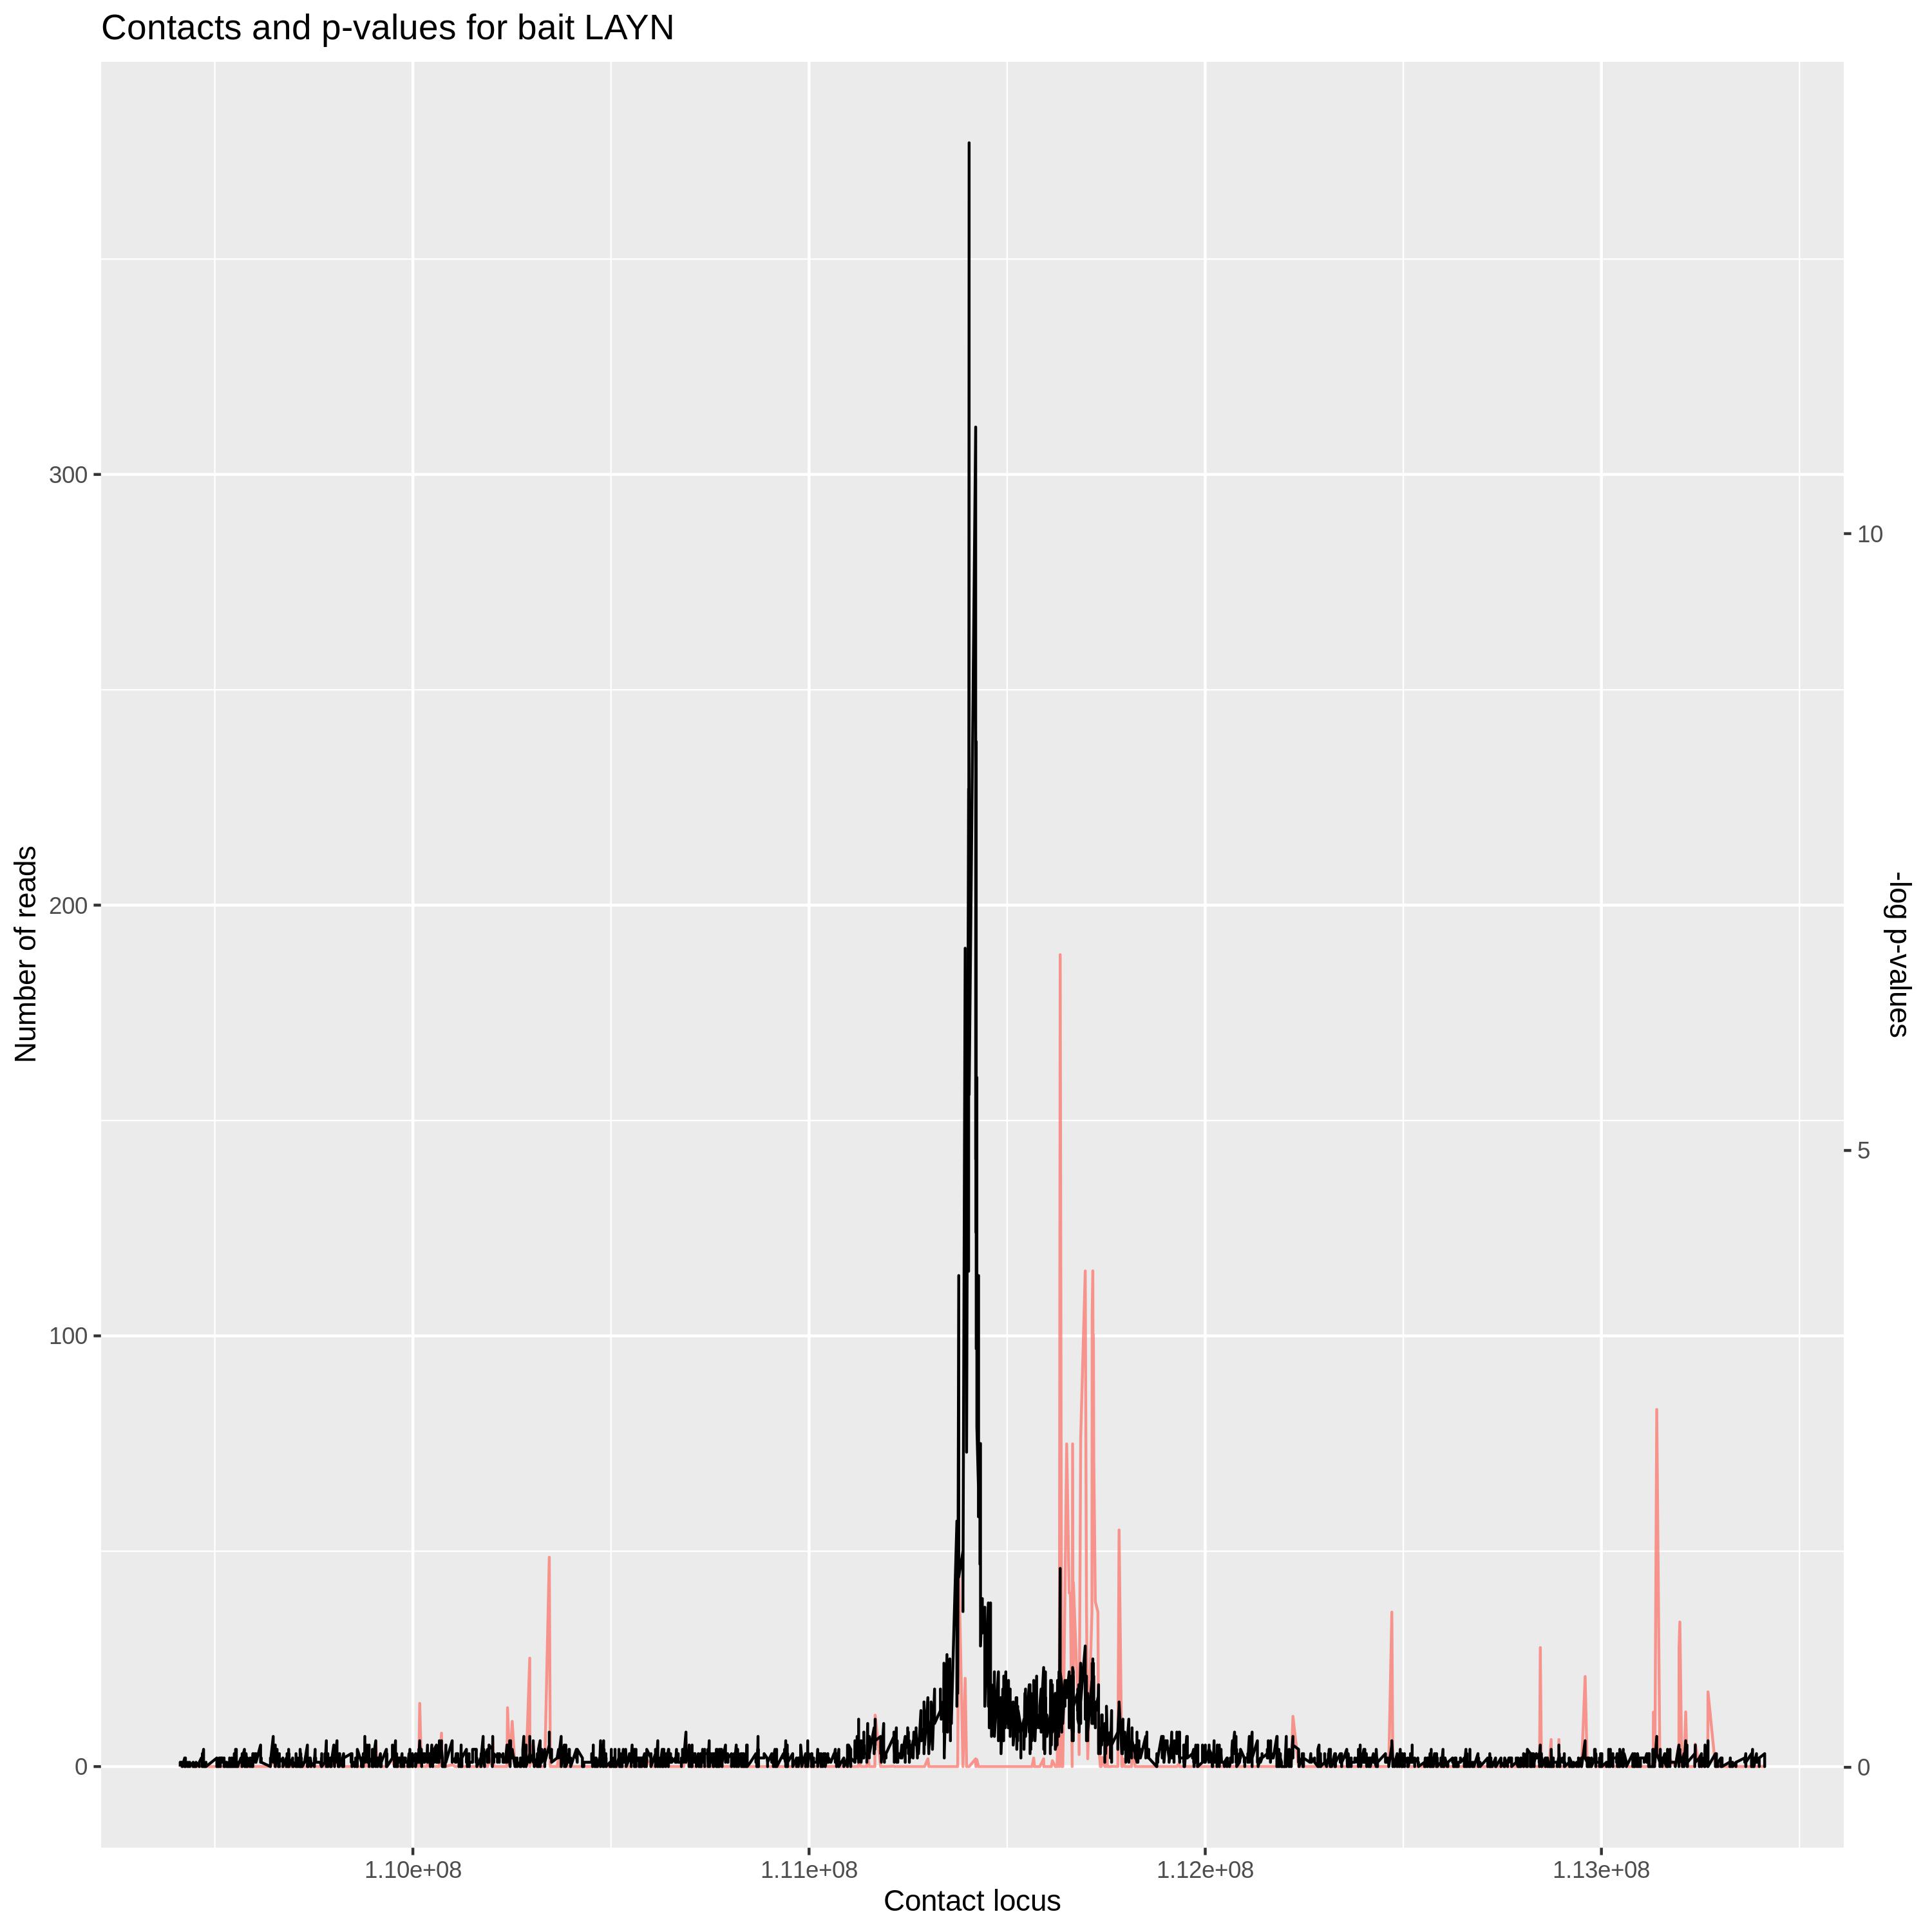 Contacts and p-values for bait LAYN
300
200
100
0
Number of reads
10
5
0
-log p-values
1.10e+08 1.11e+08 1.12e+08 1.13e+08
Contact locus